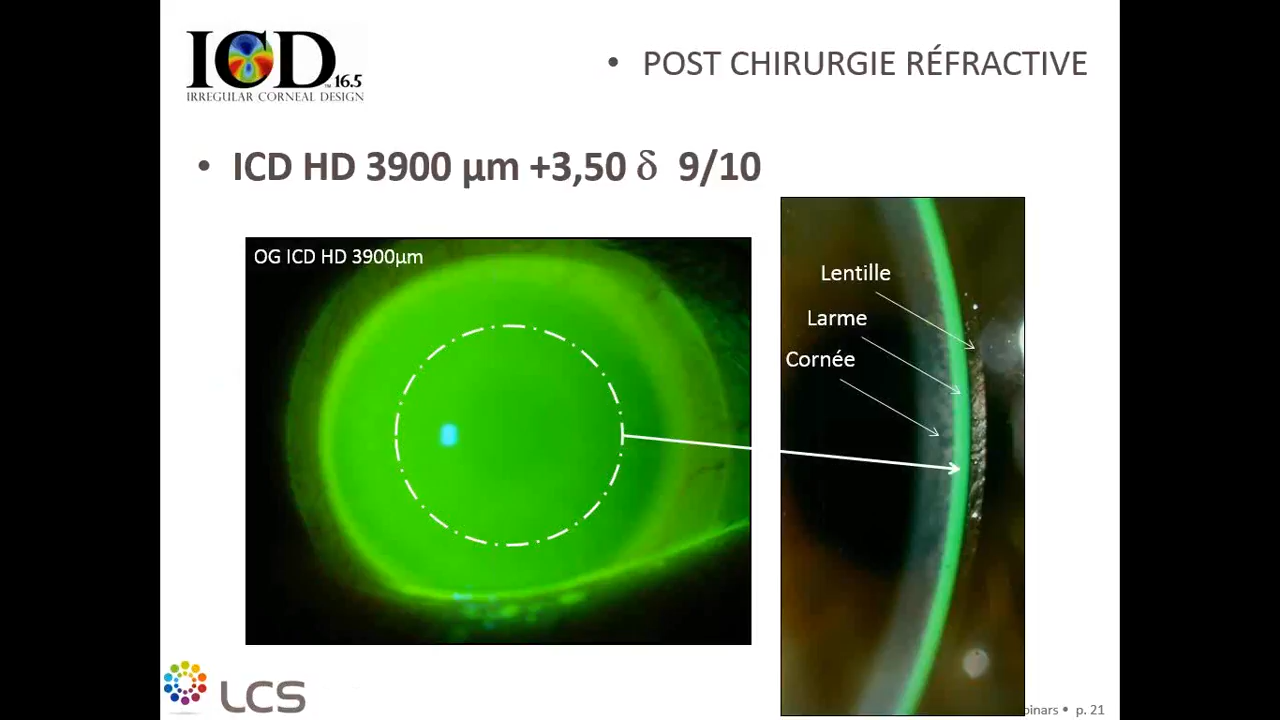 ICD 16.5
IRREGULAR CORNEAL DESIGN
• POST CHIRURGIE RÉFRACTIVE
• ICD HD 3900 µm +3,50 δ 9/10
OG ICD HD 3900µm
Lentille
Larme
Cornée
LCS
• p. 21